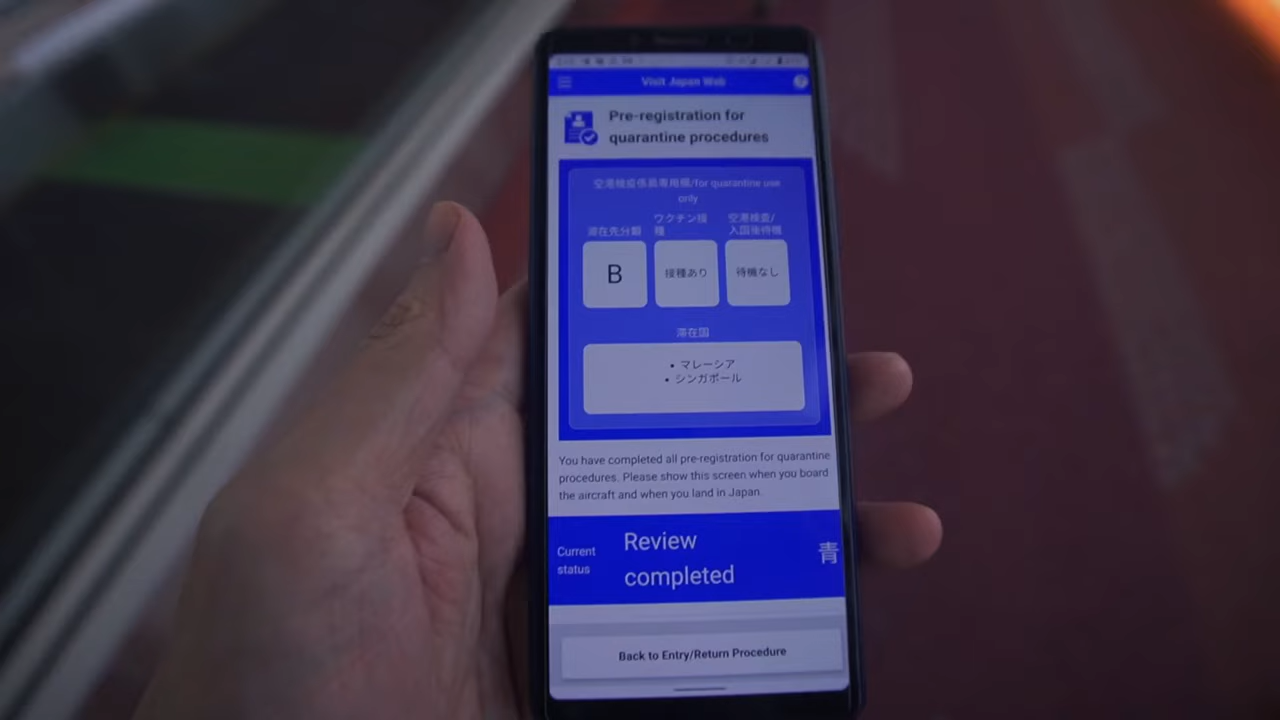 Visit Japan Web
Pre-registration for
quarantine procedures
空港検疫係員専用欄/for quarantine use
only
滞在先分類
ワクチン接
種
空港検査/
入国後待機
B
接種あり
待機なし
滞在国
• マレーシア
• シンガポール
You have completed all pre-registration for quarantine
procedures. Please show this screen when you board
the aircraft and when you land in Japan.
Current
status
Review
completed
青
Back to Entry/Return Procedure